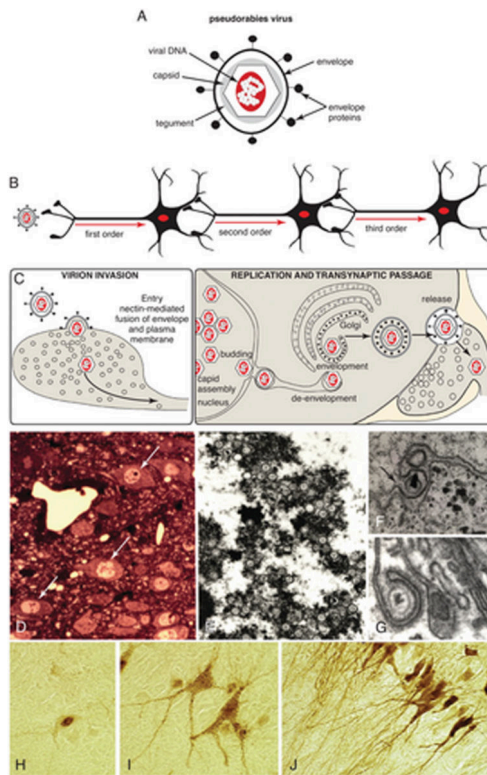 A
pseudorabies virus
viral DNA
capsid
tegument
envelope
envelope
proteins
B
first order
second order
third order
C
VIRION INVASION
Entry
nectin-mediated
fusion of envelope
and plasma
membrane
REPLICATION AND TRANSYNAPTIC PASSAGE
release
Golgi
budding
envelopment
capid
assembly
de-envelopment
nucleus
D
E
F
G
H
I
J